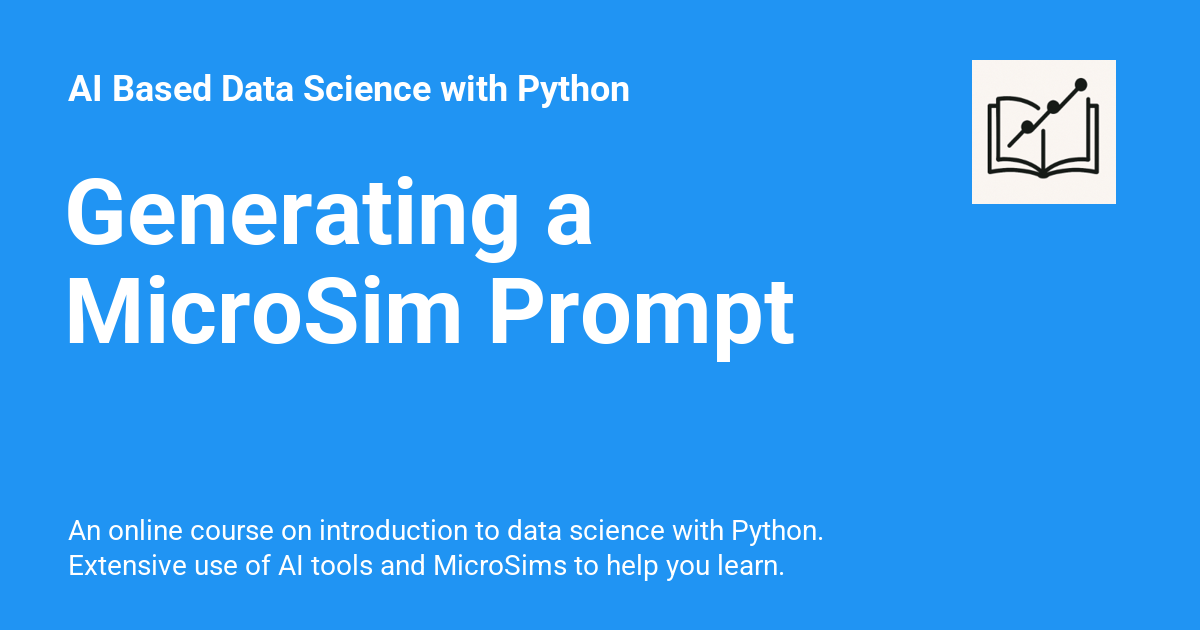 AI Based Data Science with Python
Generating a
MicroSim Prompt
An online course on introduction to data science with Python.
Extensive use of AI tools and MicroSims to help you learn.